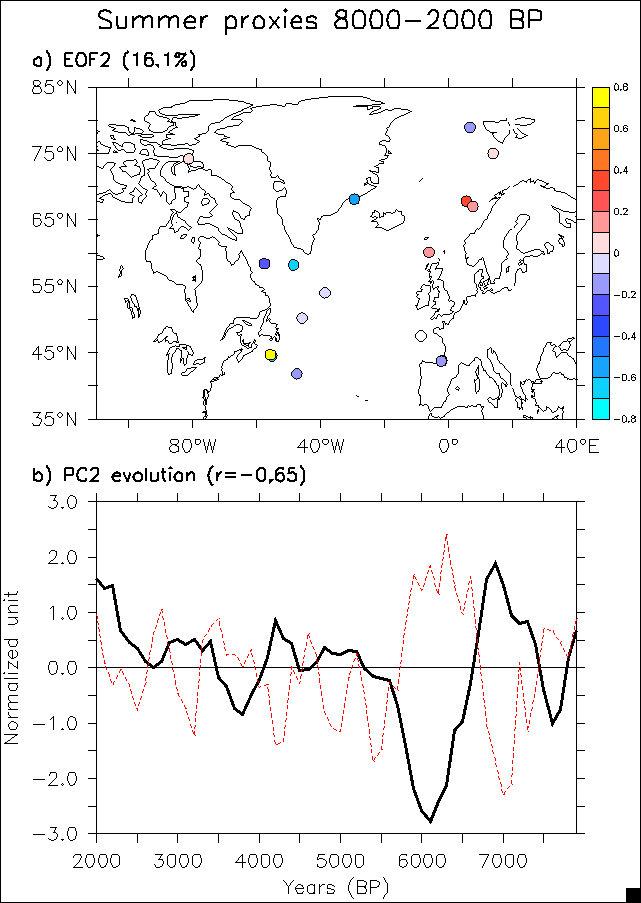 Summer proxies 8000-2000 BP
a) EOF2 (16.1%)
85°N
75°N
65°N
55°N
45°N
35°N
80°W 40°W 0° 40°E
0.8
0.6
0.4
0.2
0
-0.2
-0.4
-0.6
-0.8
b) PC2 evolution (r=-0.65)
Normalized unit
3.0
2.0
1.0
0.0
-1.0
-2.0
-3.0
2000 3000 4000 5000 6000 7000
Years (BP)